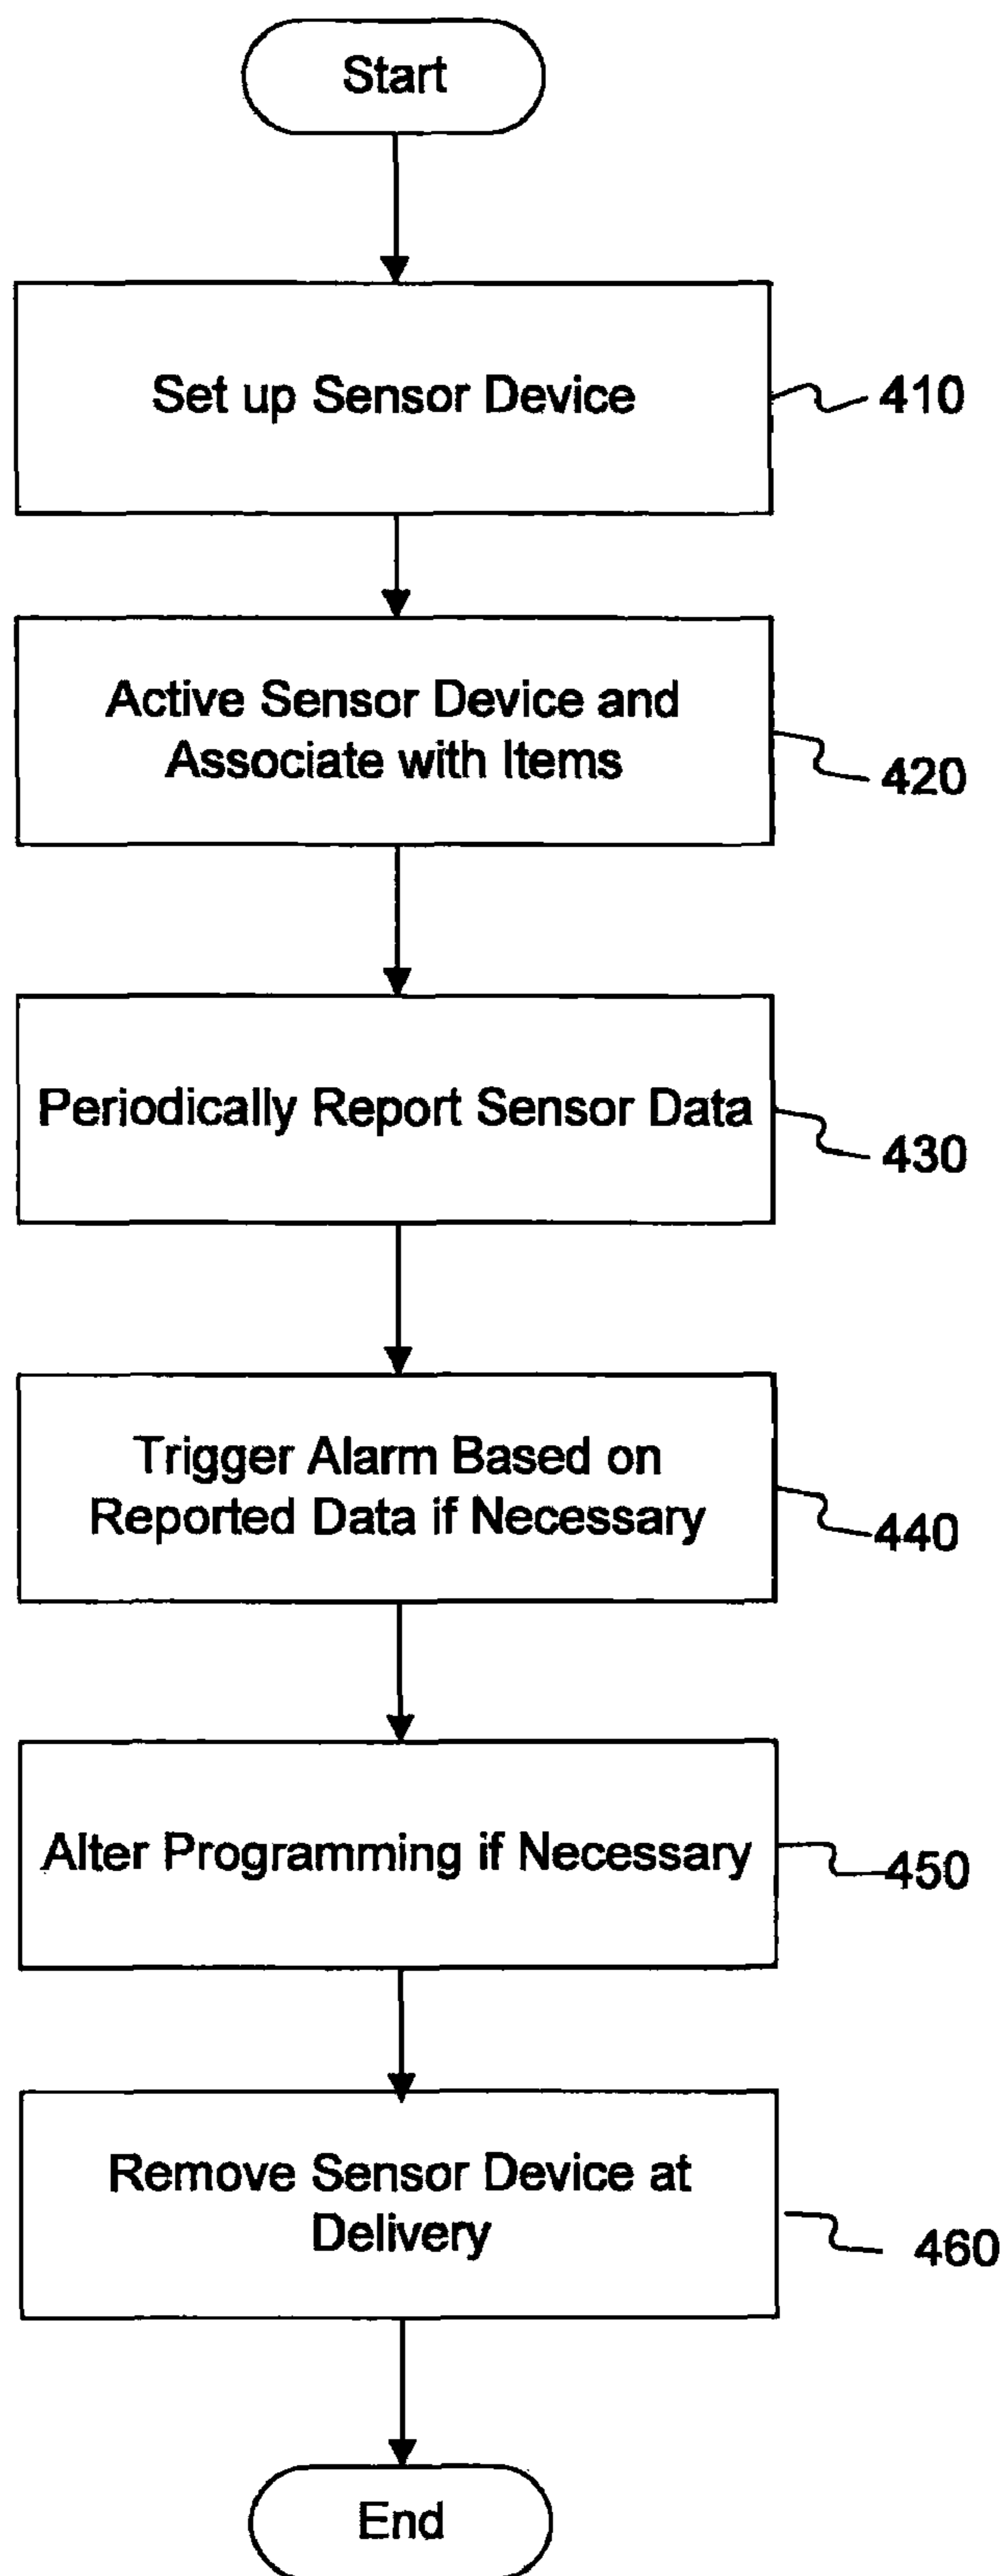 Start
Set up Sensor Device
410
Active Sensor Device and
Associate with Items
420
Periodically Report Sensor Data
430
Trigger Alarm Based on
Reported Data if Necessary
440
Alter Programming if Necessary
450
Remove Sensor Device at
Delivery
460
End